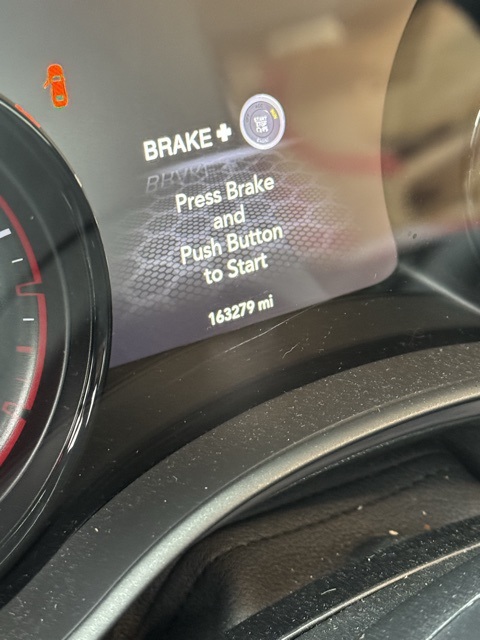 BRAKE +
Press Brake
and
Push Button
to Start
163279 mi